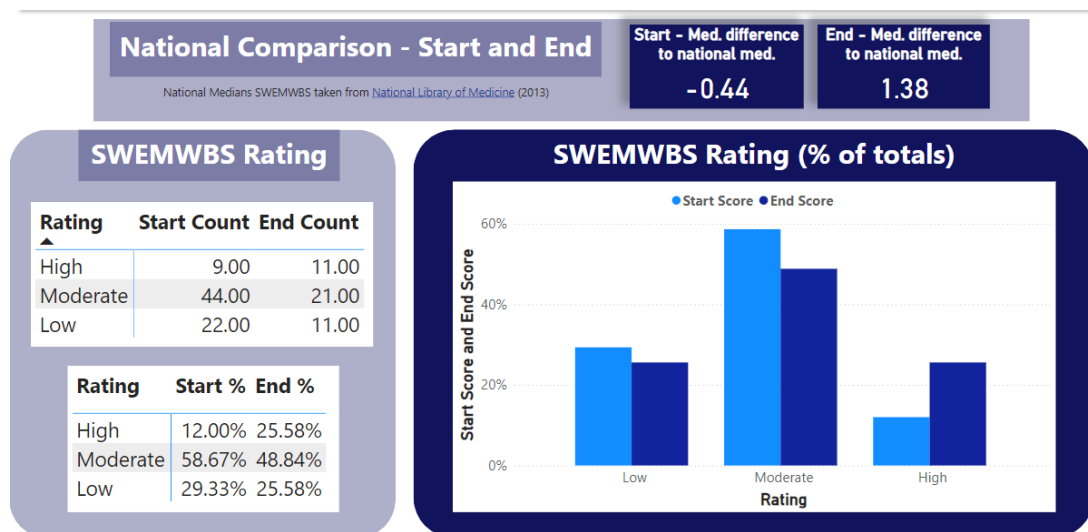 National Comparison - Start and End
National Medians SWEMWBS taken from National Library of Medicine (2013)
Start - Med. difference
to national med.
-0.44
End - Med. difference
to national med.
1.38
SWEMWBS Rating
Rating Start Count End Count
High 9.00 11.00
Moderate 44.00 21.00
Low 22.00 11.00
Rating Start % End %
High 12.00% 25.58%
Moderate 58.67% 48.84%
Low 29.33% 25.58%
SWEMWBS Rating (% of totals)
Start Score End Score
Start Score and End Score
60%
40%
20%
0%
Low Moderate High
Rating